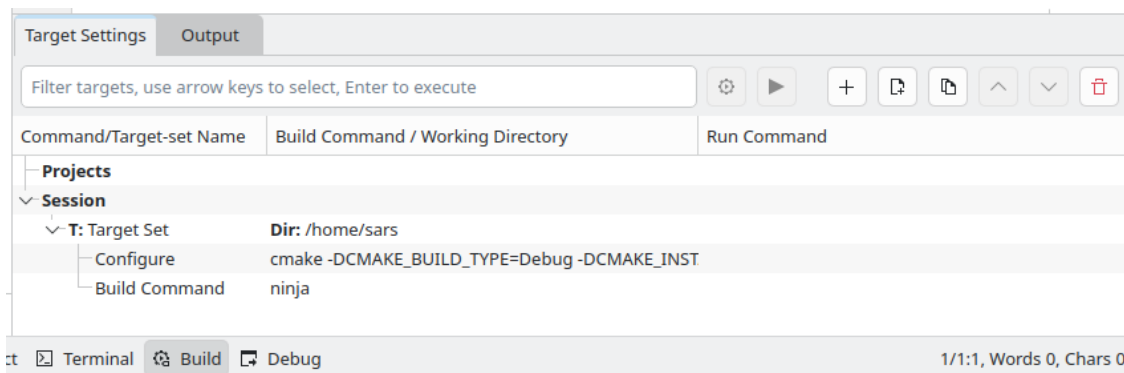 Target Settings Output
Filter targets, use arrow keys to select, Enter to execute
Command/Target-set Name Build Command / Working Directory Run Command
Projects
Session
T: Target Set Dir: /home/sars
Configure cmake -DCMAKE_BUILD_TYPE=Debug -DCMAKE_INST
Build Command ninja
ct Terminal Build Debug 1/1:1, Words 0, Chars 0